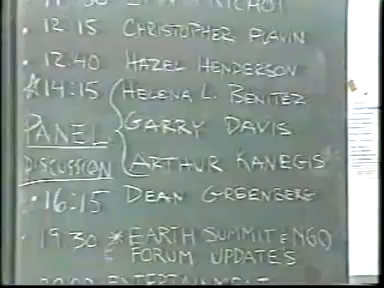 • 12:15 CHRISTOPHER FLAVIN
• 12:40 HAZEL HENDERSON
14:15 HELENA L. BENITEZ
PANEL GARRY DAVIS
DISCUSSION ARTHUR KANEGIS
• 16:15 DEAN GREENBERG
• 19:30 * EARTH SUMMIT & NGO
FORUM UPDATES
ENTERTAINMENT